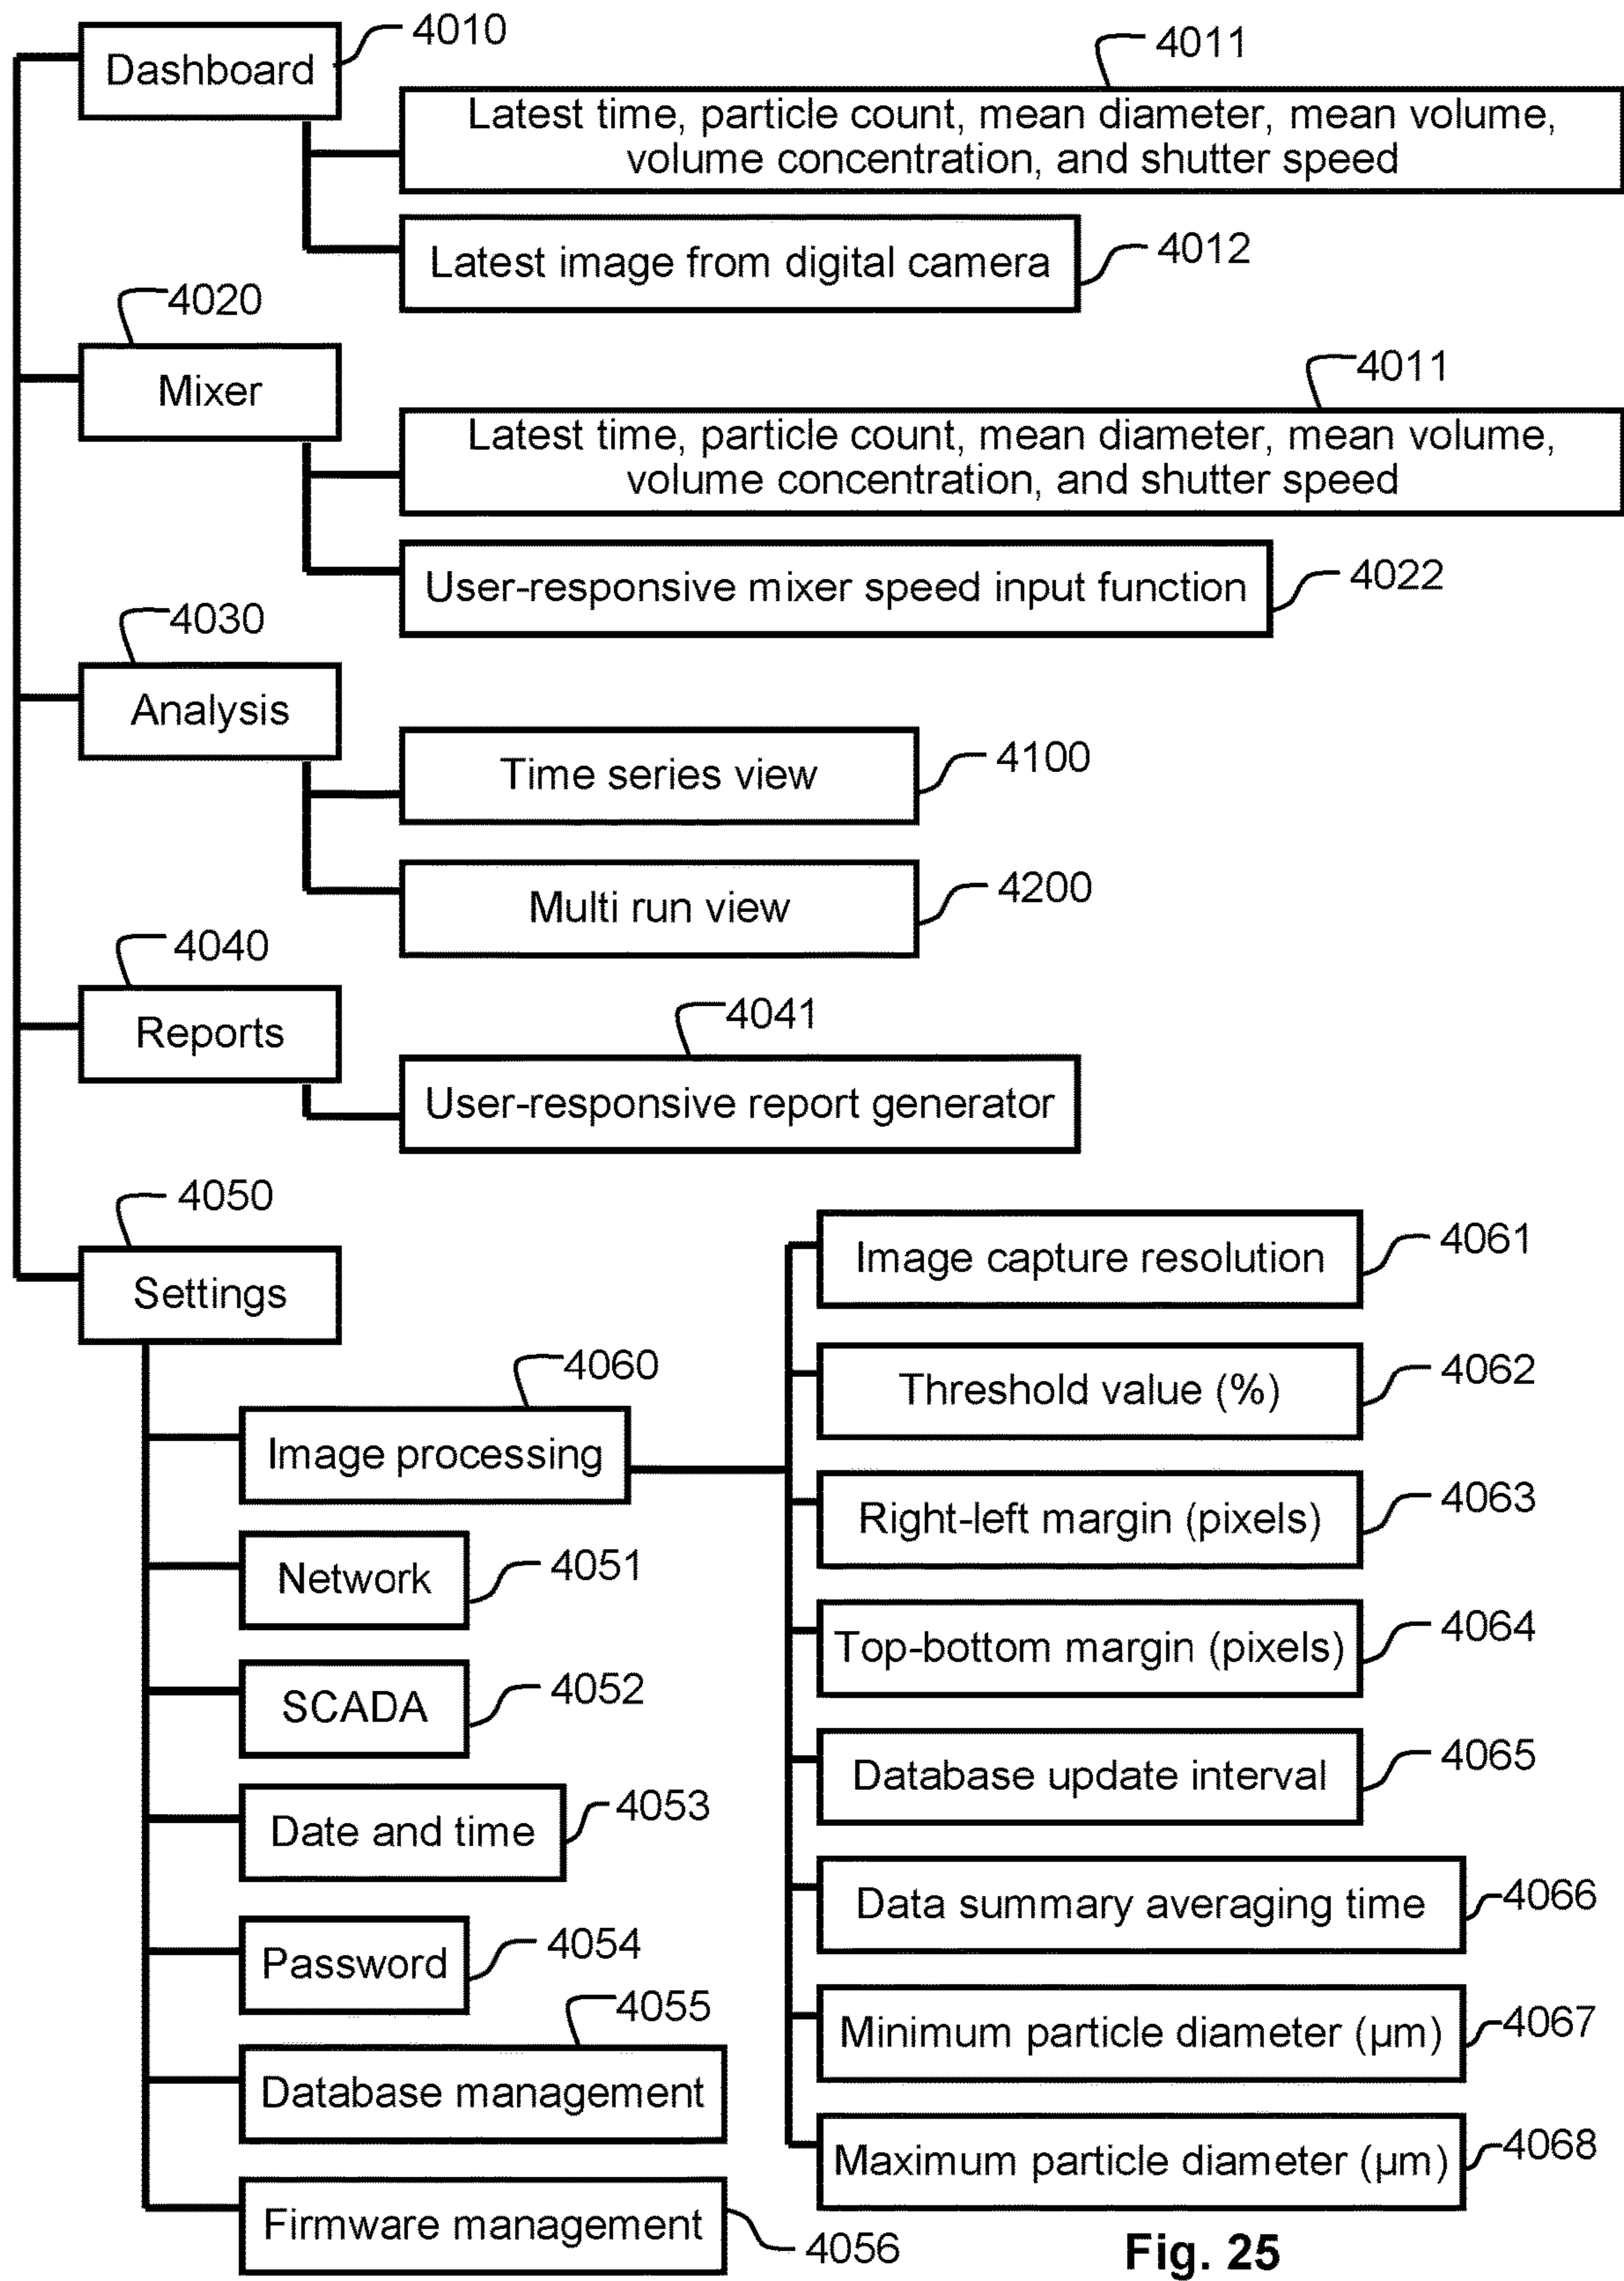 4010
Dashboard
4011
Latest time, particle count, mean diameter, mean volume,
volume concentration, and shutter speed
Latest image from digital camera
4012
4020
Mixer
4011
Latest time, particle count, mean diameter, mean volume,
volume concentration, and shutter speed
User-responsive mixer speed input function
4022
4030
Analysis
Time series view
4100
Multi run view
4200
4040
Reports
4041
User-responsive report generator
4050
Settings
4060
Image processing
Network
4051
SCADA
4052
Date and time
4053
Password
4054
4055
Database management
Firmware management
4056
Image capture resolution
4061
Threshold value (%)
4062
Right-left margin (pixels)
4063
Top-bottom margin (pixels)
4064
Database update interval
4065
Data summary averaging time
4066
Minimum particle diameter (µm)
4067
Maximum particle diameter (µm)
4068
Fig. 25